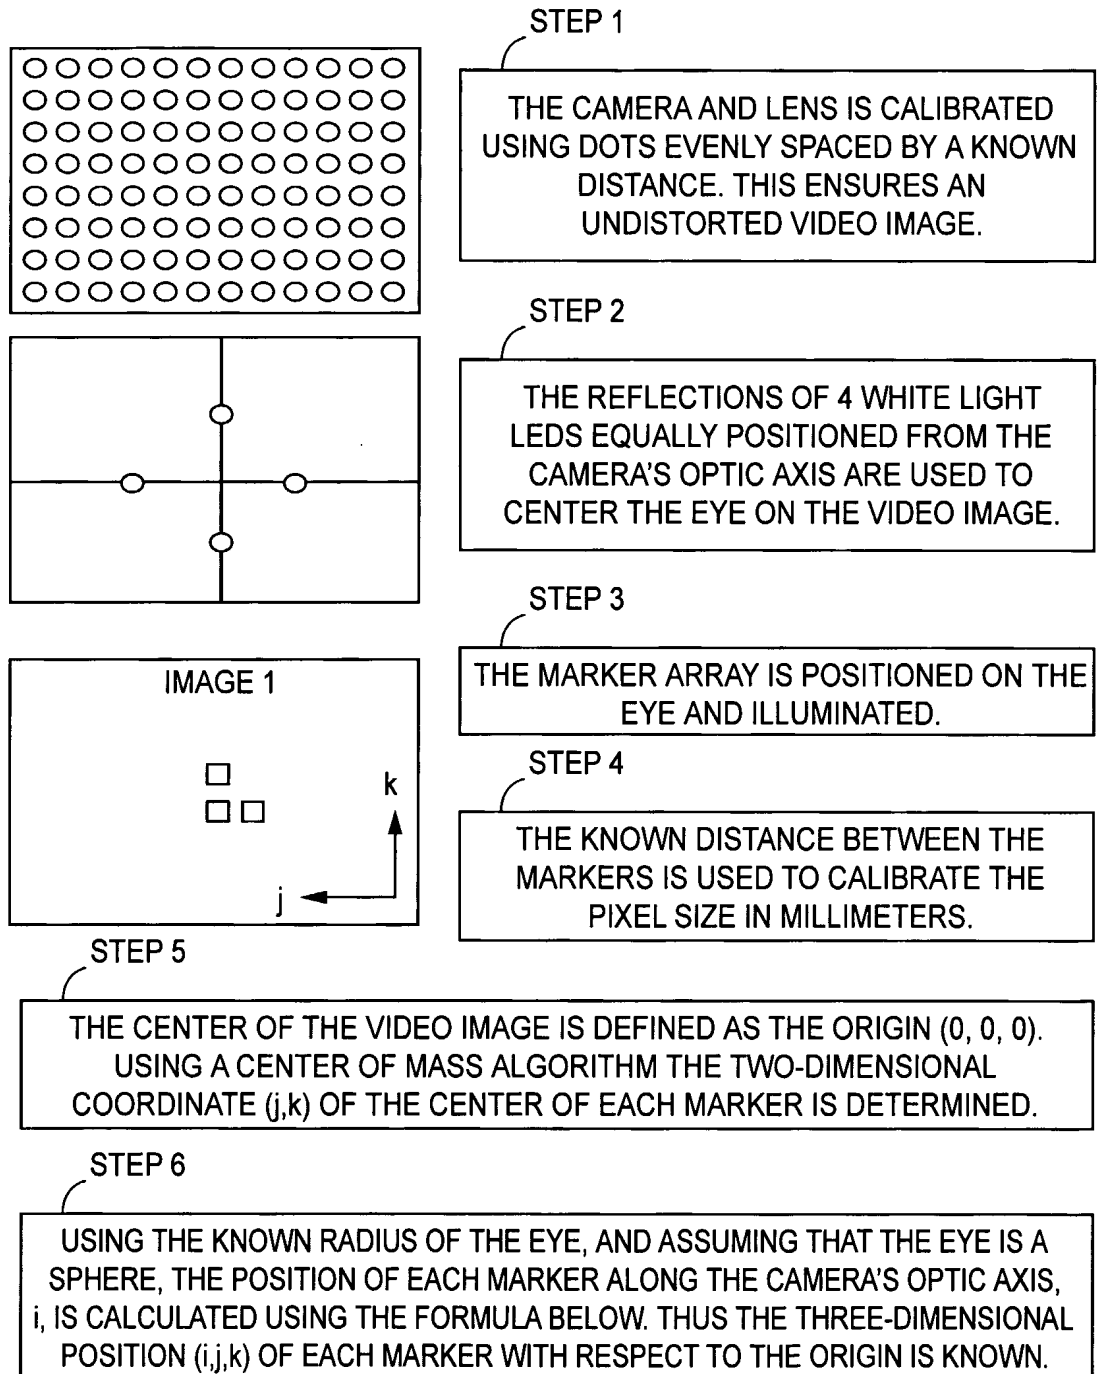 STEP 1
THE CAMERA AND LENS IS CALIBRATED
USING DOTS EVENLY SPACED BY A KNOWN
DISTANCE. THIS ENSURES AN
UNDISTORTED VIDEO IMAGE.
STEP 2
THE REFLECTIONS OF 4 WHITE LIGHT
LEDS EQUALLY POSITIONED FROM THE
CAMERA'S OPTIC AXIS ARE USED TO
CENTER THE EYE ON THE VIDEO IMAGE.
STEP 3
THE MARKER ARRAY IS POSITIONED ON THE
EYE AND ILLUMINATED.
IMAGE 1
k
j
STEP 4
THE KNOWN DISTANCE BETWEEN THE
MARKERS IS USED TO CALIBRATE THE
PIXEL SIZE IN MILLIMETERS.
STEP 5
THE CENTER OF THE VIDEO IMAGE IS DEFINED AS THE ORIGIN (0, 0, 0).
USING A CENTER OF MASS ALGORITHM THE TWO-DIMENSIONAL
COORDINATE (j,k) OF THE CENTER OF EACH MARKER IS DETERMINED.
STEP 6
USING THE KNOWN RADIUS OF THE EYE, AND ASSUMING THAT THE EYE IS A
SPHERE, THE POSITION OF EACH MARKER ALONG THE CAMERA'S OPTIC AXIS,
i, IS CALCULATED USING THE FORMULA BELOW. THUS THE THREE-DIMENSIONAL
POSITION (i,j,k) OF EACH MARKER WITH RESPECT TO THE ORIGIN IS KNOWN.